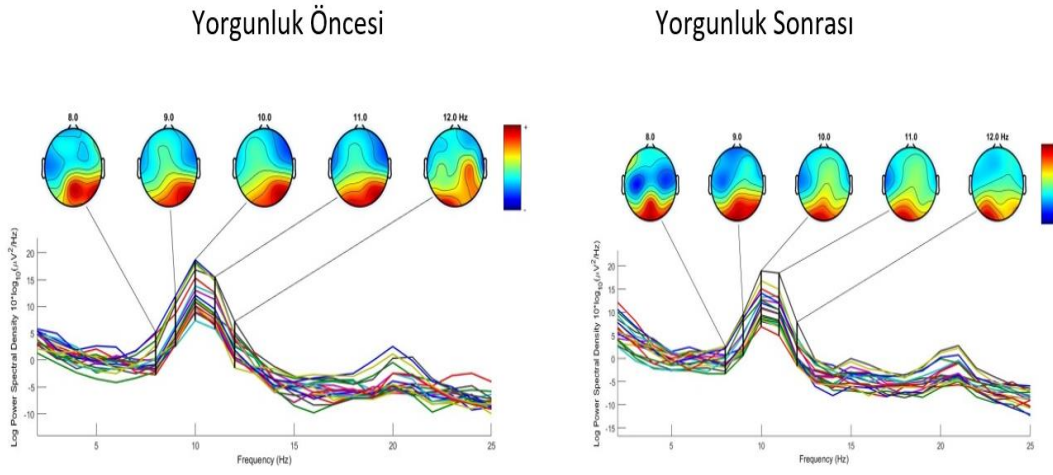 Yorgunluk Öncesi
Yorgunluk Sonrası
8.0 9.0 10.0 11.0 12.0 Hz
+
-
Log Power Spectral Density 10*log10(μV2/Hz)
20
15
10
5
0
-5
-10
5 10 15 20 25
Frequency (Hz)
8.0 9.0 10.0 11.0 12.0 Hz
Log Power Spectral Density 10*log10(μV2/Hz)
20
15
10
5
0
-5
-10
-15
5 10 15 20 25
Frequency (Hz)